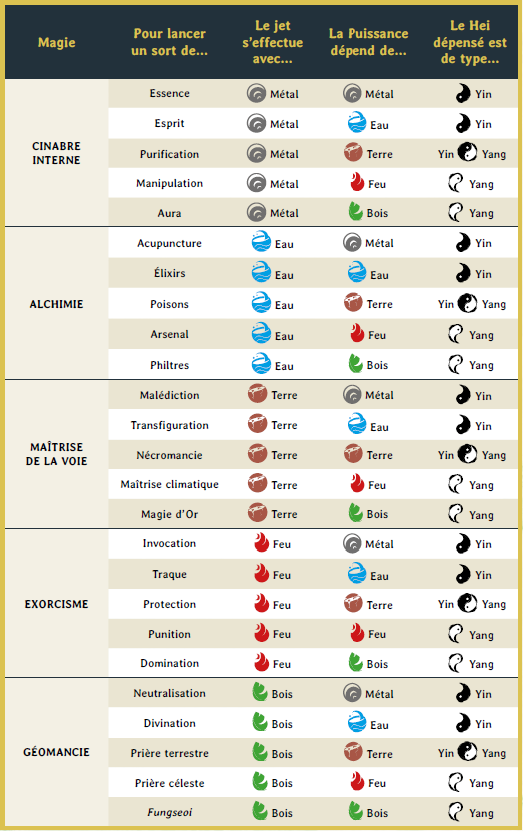 Magie Pour lancer un sort de... Le jet s'effectue avec... La Puissance dépend de... Le Hei dépensé est de type...
CINABRE INTERNE
Essence Métal Métal Yin
Esprit Métal Eau Yin
Purification Métal Terre Yin Yang
Manipulation Métal Feu Yang
Aura Métal Bois Yang
ALCHIMIE
Acupuncture Eau Métal Yin
Élixirs Eau Eau Yin
Poisons Eau Terre Yin Yang
Arsenal Eau Feu Yang
Philtres Eau Bois Yang
MAÎTRISE DE LA VOIE
Malédiction Terre Métal Yin
Transfiguration Terre Eau Yin
Nécromancie Terre Terre Yin Yang
Maîtrise climatique Terre Feu Yang
Magie d'Or Terre Bois Yang
EXORCISME
Invocation Feu Métal Yin
Traque Feu Eau Yin
Protection Feu Terre Yin Yang
Punition Feu Feu Yang
Domination Feu Bois Yang
GÉOMANCIE
Neutralisation Bois Métal Yin
Divination Bois Eau Yin
Prière terrestre Bois Terre Yin Yang
Prière céleste Bois Feu Yang
Fungseoi Bois Bois Yang